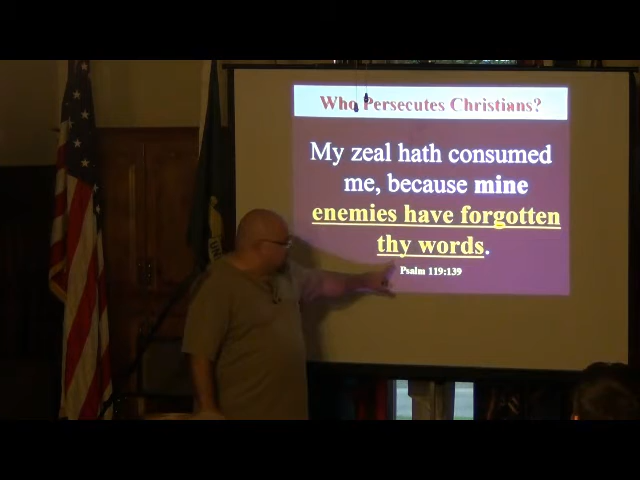 Who Persecutes Christians?
My zeal hath consumed
me, because mine
enemies have forgotten
thy words.
Psalm 119:139